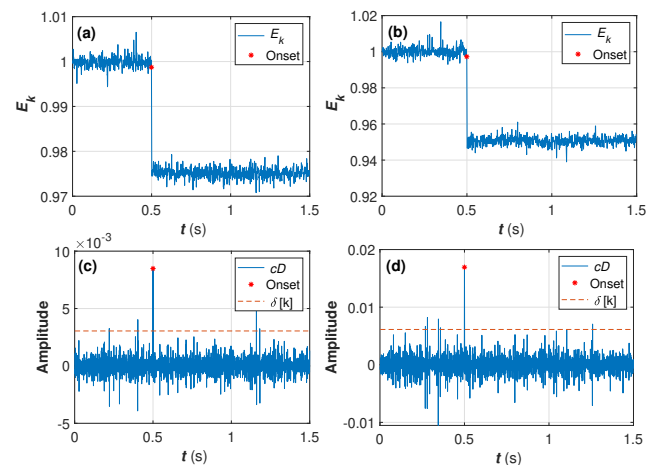 (a)
E_k
Onset
1.01
1
0.99
0.98
0.97
E_k
0
0.5
1
1.5
t (s)
(b)
E_k
Onset
1.02
1
0.98
0.96
0.94
0.92
E_k
0
0.5
1
1.5
t (s)
×10⁻³
(c)
cD
Onset
δ[k]
10
5
0
-5
Amplitude
0
0.5
1
1.5
t (s)
(d)
cD
Onset
δ[k]
0.02
0.01
0
-0.01
Amplitude
0
0.5
1
1.5
t (s)